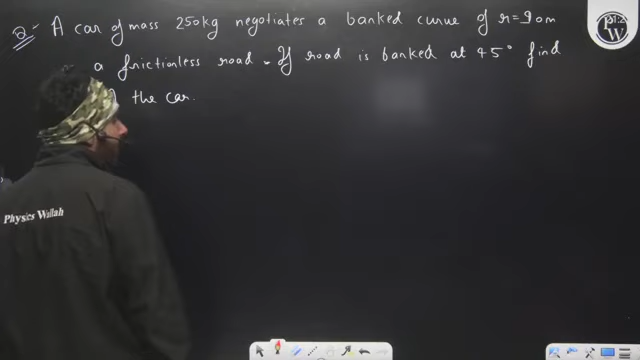 Q:- A car of mass 250kg negotiates a banked curve of r=90m
a frictionless road. If road is banked at 45° find
the car.
PW
Physics Wallah